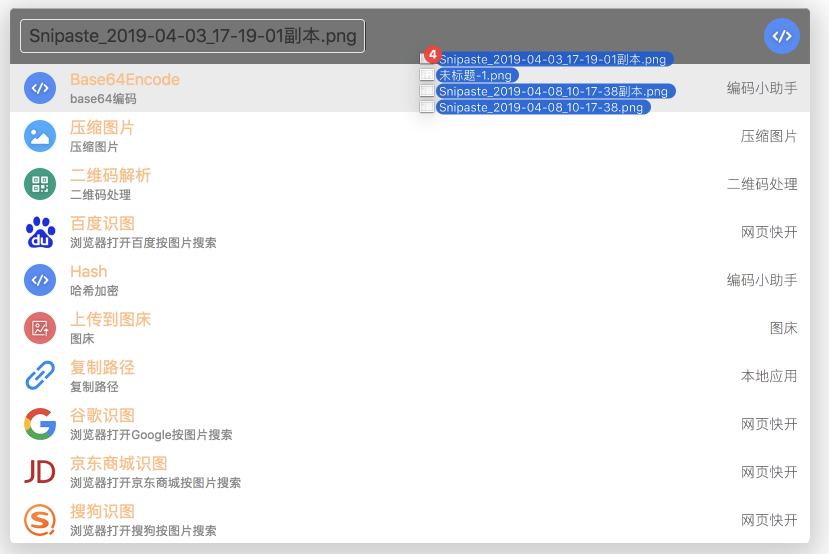 Snipaste_2019-04-03_17-19-01副本.png
</>
4
Snipaste_2019-04-03_17-19-01副本.png
未标题-1.png
Snipaste_2019-04-08_10-17-38副本.png
Snipaste_2019-04-08_10-17-38.png
</>
Base64Encode
base64编码
编码小助手
压缩图片
压缩图片
压缩图片
二维码解析
二维码处理
二维码处理
du
百度识图
浏览器打开百度按图片搜索
网页快开
</>
Hash
哈希加密
编码小助手
上传到图床
图床
图床
复制路径
复制路径
本地应用
G
谷歌识图
浏览器打开Google按图片搜索
网页快开
JD
京东商城识图
浏览器打开京东商城按图片搜索
网页快开
S
搜狗识图
浏览器打开搜狗按图片搜索
网页快开